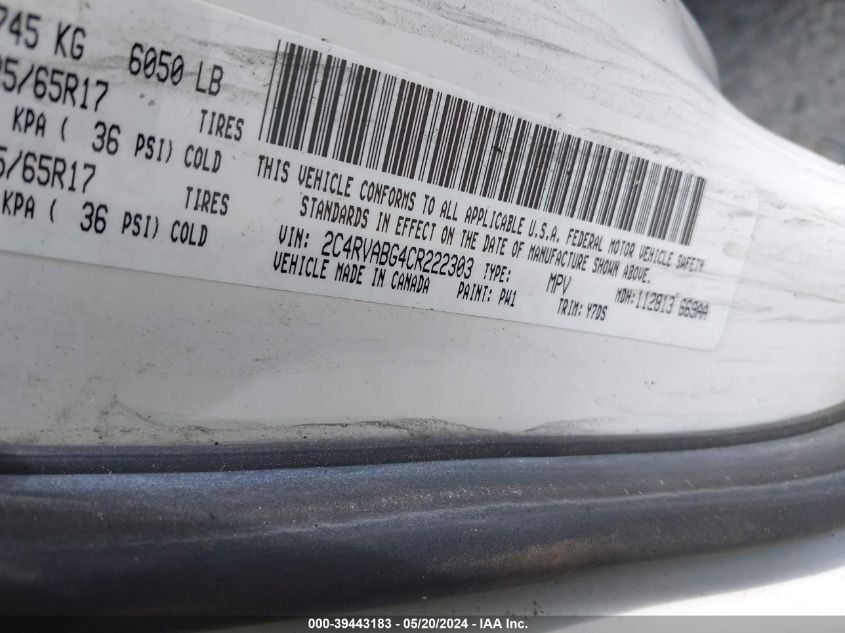 745 KG 6050 LB
5/65R17 TIRES
KPA ( 36 PSI) COLD
5/65R17 TIRES
KPA ( 36 PSI) COLD
THIS VEHICLE CONFORMS TO ALL APPLICABLE U.S.A. FEDERAL MOTOR VEHICLE SAFETY
STANDARDS IN EFFECT ON THE DATE OF MANUFACTURE SHOWN ABOVE.
VIN: 2C4RVABG4CR222303 TYPE: MPV MDH: 112813 669AA
VEHICLE MADE IN CANADA PAINT: PW1 TRIM: Y7DS
000-39443183 - 05/20/2024 - IAA Inc.